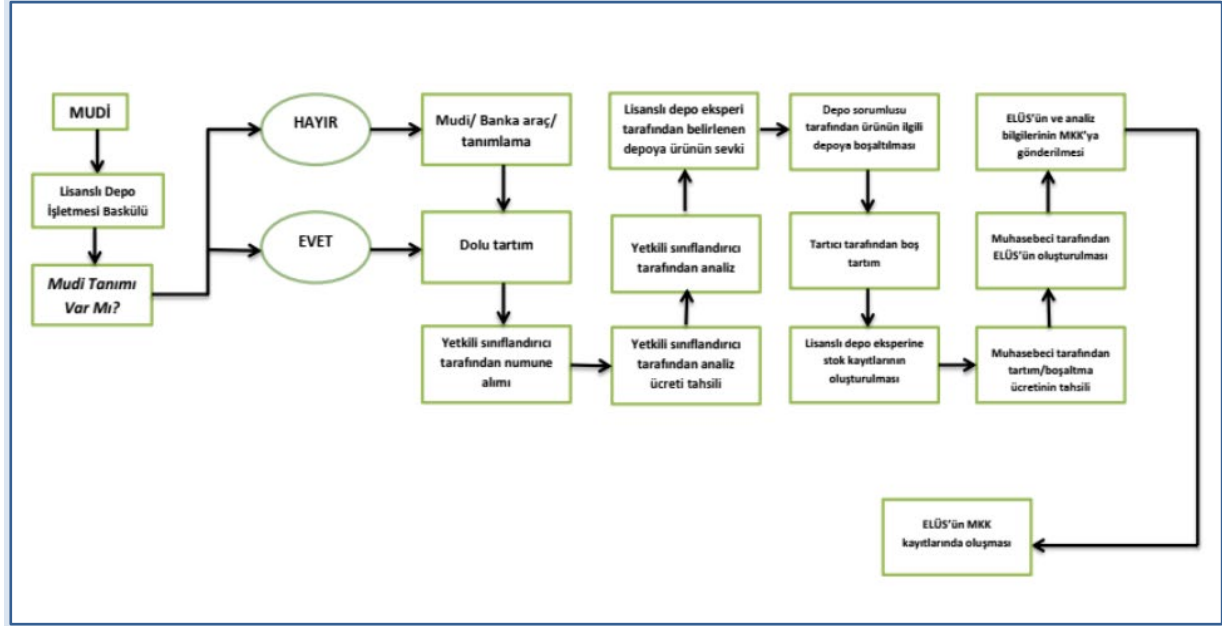 MUDİ
Lisanslı Depo
İşletmesi Baskülü
Mudi Tanımı
Var Mı?
HAYIR
EVET
Mudi/ Banka araç/
tanımlama
Dolu tartım
Yetkili sınıflandırıcı
tarafından numune
alımı
Yetkili sınıflandırıcı
tarafından analiz
ücreti tahsili
Yetkili sınıflandırıcı
tarafından analiz
Lisanslı depo eksperi
tarafından belirlenen
depoya ürünün sevki
Depo sorumlusu
tarafından ürünün ilgili
depoya boşaltılması
Tartıcı tarafından boş
tartım
Lisanslı depo eksperine
stok kayıtlarının
oluşturulması
Muhasebeci tarafından
tartım/boşaltma
ücretinin tahsili
Muhasebeci tarafından
ELÜS’ün oluşturulması
ELÜS’ün ve analiz
bilgilerinin MKK’ya
gönderilmesi
ELÜS’ün MKK
kayıtlarında oluşması